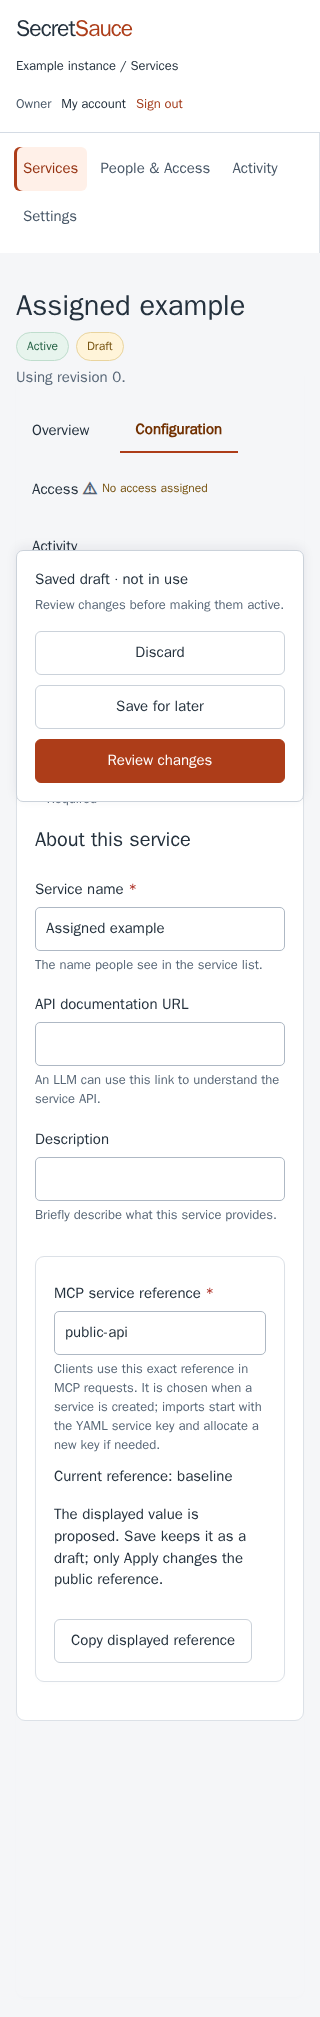 SecretSauce
Example instance / Services
Owner My account Sign out
Services People & Access Activity
Settings
Assigned example
Active Draft
Using revision 0.
Overview Configuration
Access ⚠ No access assigned
Activity
Saved draft · not in use
Review changes before making them active.
Discard
Save for later
Review changes
Required
About this service
Service name *
Assigned example
The name people see in the service list.
API documentation URL
An LLM can use this link to understand the
service API.
Description
Briefly describe what this service provides.
MCP service reference *
public-api
Clients use this exact reference in
MCP requests. It is chosen when a
service is created; imports start with
the YAML service key and allocate a
new key if needed.
Current reference: baseline
The displayed value is
proposed. Save keeps it as a
draft; only Apply changes the
public reference.
Copy displayed reference